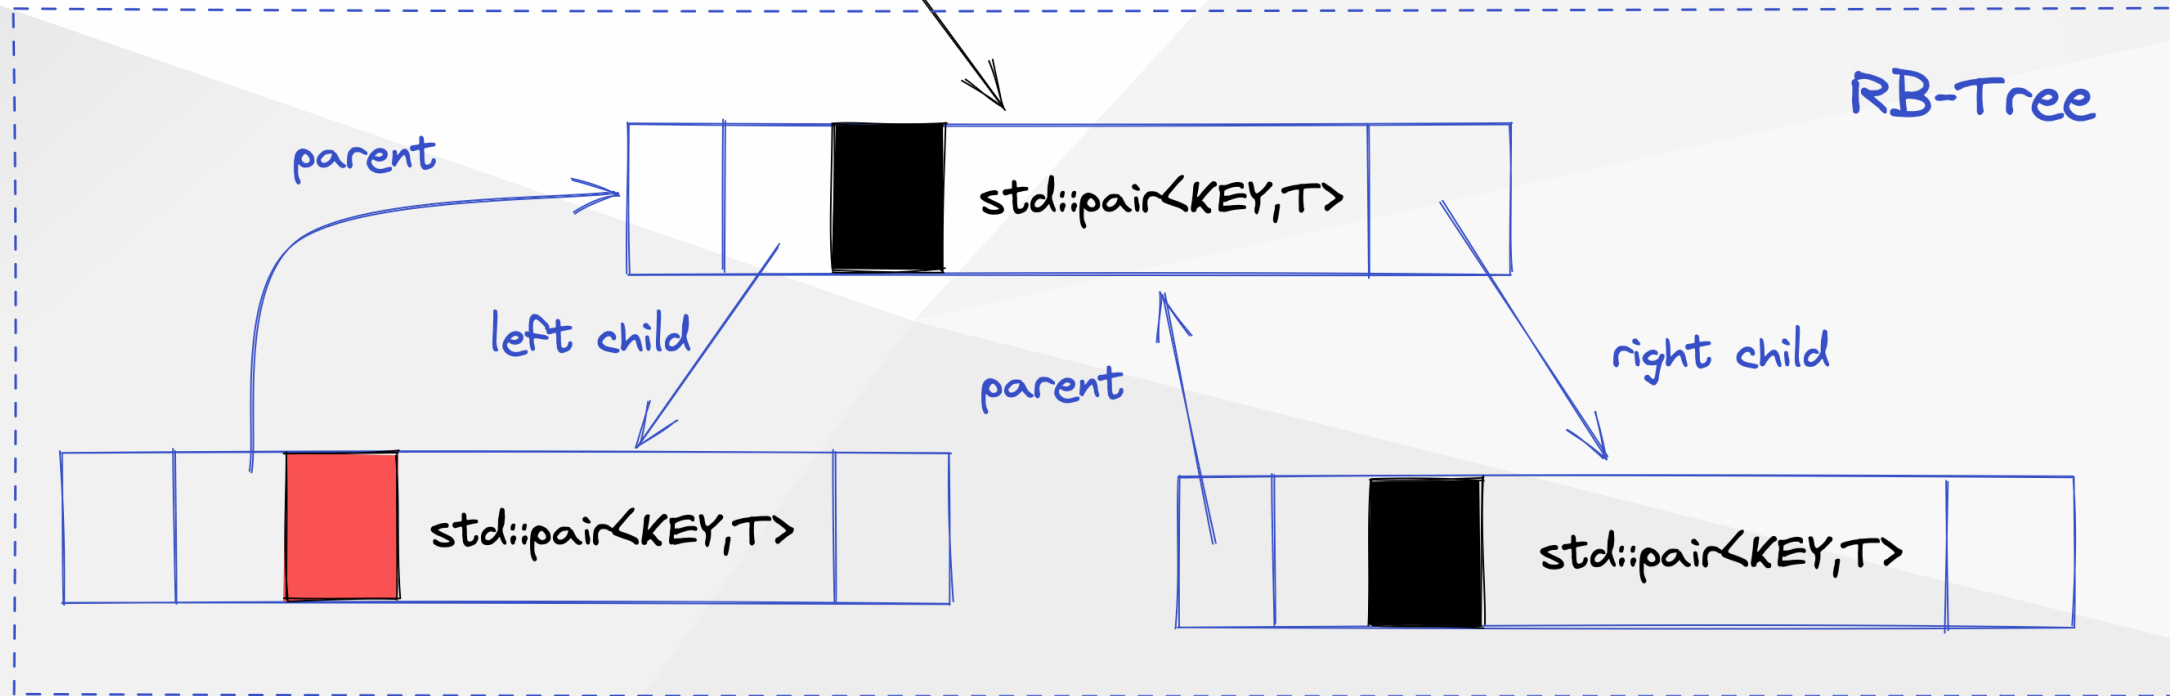 RB-Tree
parent
std::pair<KEY,T>
left child
right child
parent
std::pair<KEY,T>
std::pair<KEY,T>